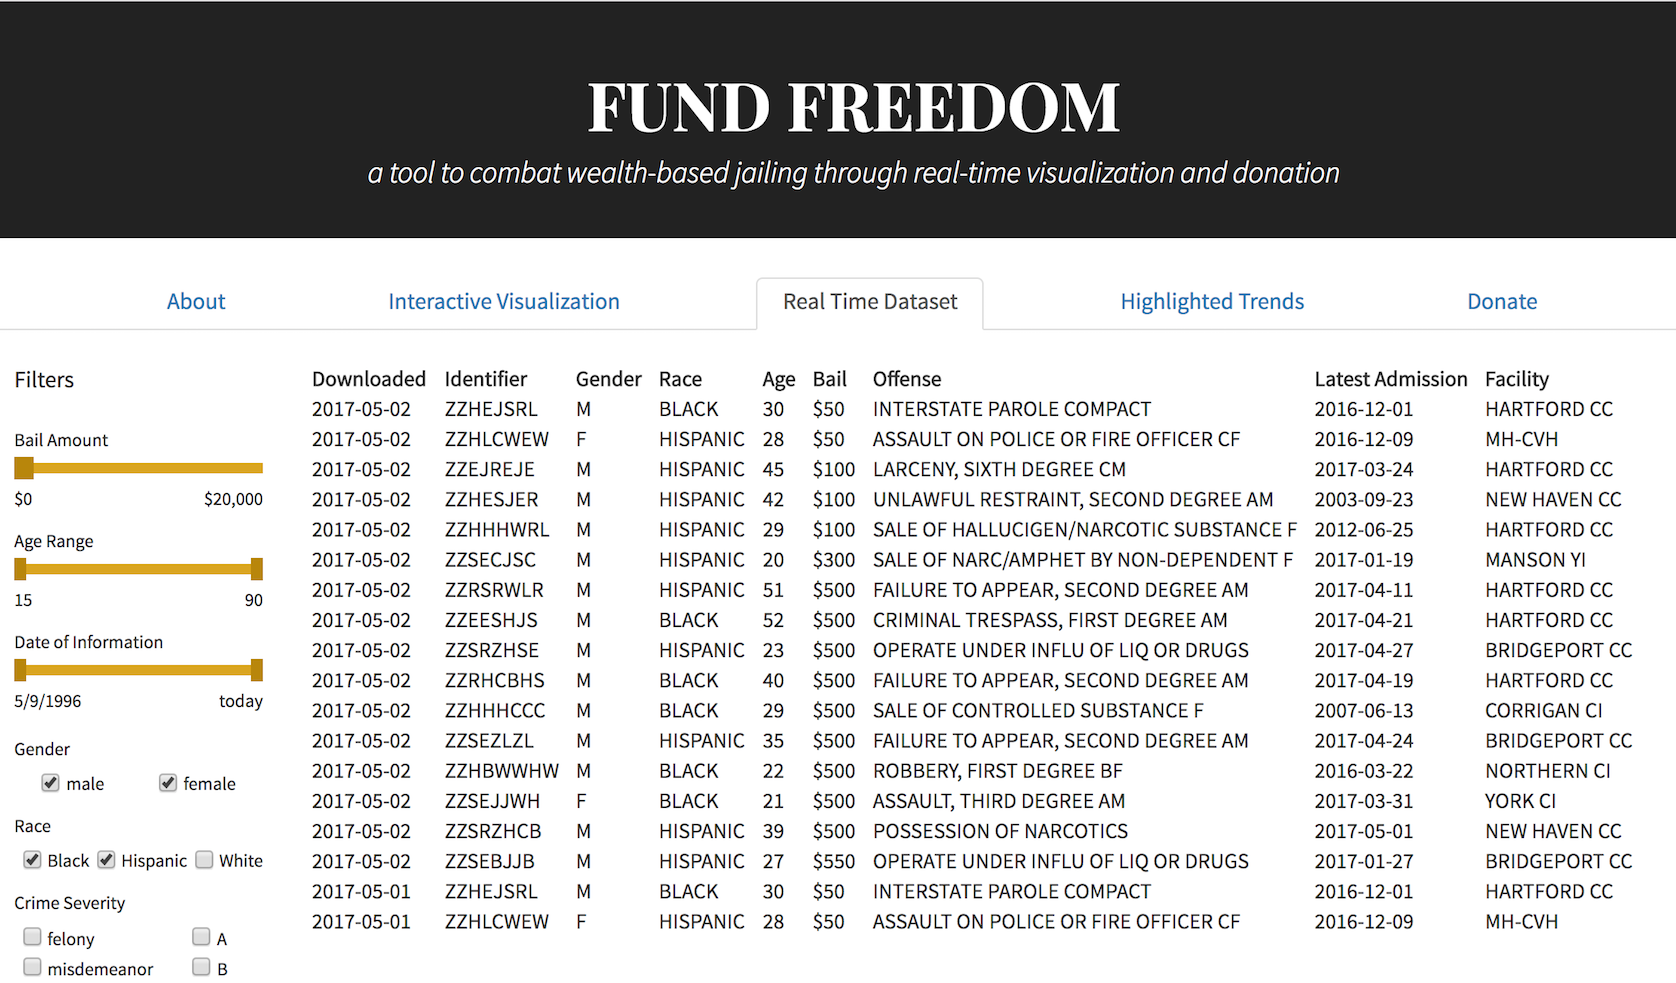 FUND FREEDOM
a tool to combat wealth-based jailing through real-time visualization and donation
About Interactive Visualization Real Time Dataset Highlighted Trends Donate
Filters
Bail Amount
$0 $20,000
Age Range
15 90
Date of Information
5/9/1996 today
Gender
male female
Race
Black Hispanic White
Crime Severity
felony A
misdemeanor B
Downloaded Identifier Gender Race Age Bail Offense Latest Admission Facility
2017-05-02 ZZHEJSRL M BLACK 30 $50 INTERSTATE PAROLE COMPACT 2016-12-01 HARTFORD CC
2017-05-02 ZZHLCWEW F HISPANIC 28 $50 ASSAULT ON POLICE OR FIRE OFFICER CF 2016-12-09 MH-CVH
2017-05-02 ZZEJREJE M HISPANIC 45 $100 LARCENY, SIXTH DEGREE CM 2017-03-24 HARTFORD CC
2017-05-02 ZZHESJER M HISPANIC 42 $100 UNLAWFUL RESTRAINT, SECOND DEGREE AM 2003-09-23 NEW HAVEN CC
2017-05-02 ZZHHHWRL M HISPANIC 29 $100 SALE OF HALLUCIGEN/NARCOTIC SUBSTANCE F 2012-06-25 HARTFORD CC
2017-05-02 ZZSECJSC M HISPANIC 20 $300 SALE OF NARC/AMPHET BY NON-DEPENDENT F 2017-01-19 MANSON YI
2017-05-02 ZZRSRWLR M HISPANIC 51 $500 FAILURE TO APPEAR, SECOND DEGREE AM 2017-04-11 HARTFORD CC
2017-05-02 ZZEESHJS M BLACK 52 $500 CRIMINAL TRESPASS, FIRST DEGREE AM 2017-04-21 HARTFORD CC
2017-05-02 ZZSRZHSE M HISPANIC 23 $500 OPERATE UNDER INFLU OF LIQ OR DRUGS 2017-04-27 BRIDGEPORT CC
2017-05-02 ZZRHCBHS M BLACK 40 $500 FAILURE TO APPEAR, SECOND DEGREE AM 2017-04-19 HARTFORD CC
2017-05-02 ZZHHHCCC M BLACK 29 $500 SALE OF CONTROLLED SUBSTANCE F 2007-06-13 CORRIGAN CI
2017-05-02 ZZSEZLZL M HISPANIC 35 $500 FAILURE TO APPEAR, SECOND DEGREE AM 2017-04-24 BRIDGEPORT CC
2017-05-02 ZZHBWWHW M BLACK 22 $500 ROBBERY, FIRST DEGREE BF 2016-03-22 NORTHERN CI
2017-05-02 ZZSEJJWH F BLACK 21 $500 ASSAULT, THIRD DEGREE AM 2017-03-31 YORK CI
2017-05-02 ZZSRZHCB M HISPANIC 39 $500 POSSESSION OF NARCOTICS 2017-05-01 NEW HAVEN CC
2017-05-02 ZZSEBJJB M HISPANIC 27 $550 OPERATE UNDER INFLU OF LIQ OR DRUGS 2017-01-27 BRIDGEPORT CC
2017-05-01 ZZHEJSRL M BLACK 30 $50 INTERSTATE PAROLE COMPACT 2016-12-01 HARTFORD CC
2017-05-01 ZZHLCWEW F HISPANIC 28 $50 ASSAULT ON POLICE OR FIRE OFFICER CF 2016-12-09 MH-CVH